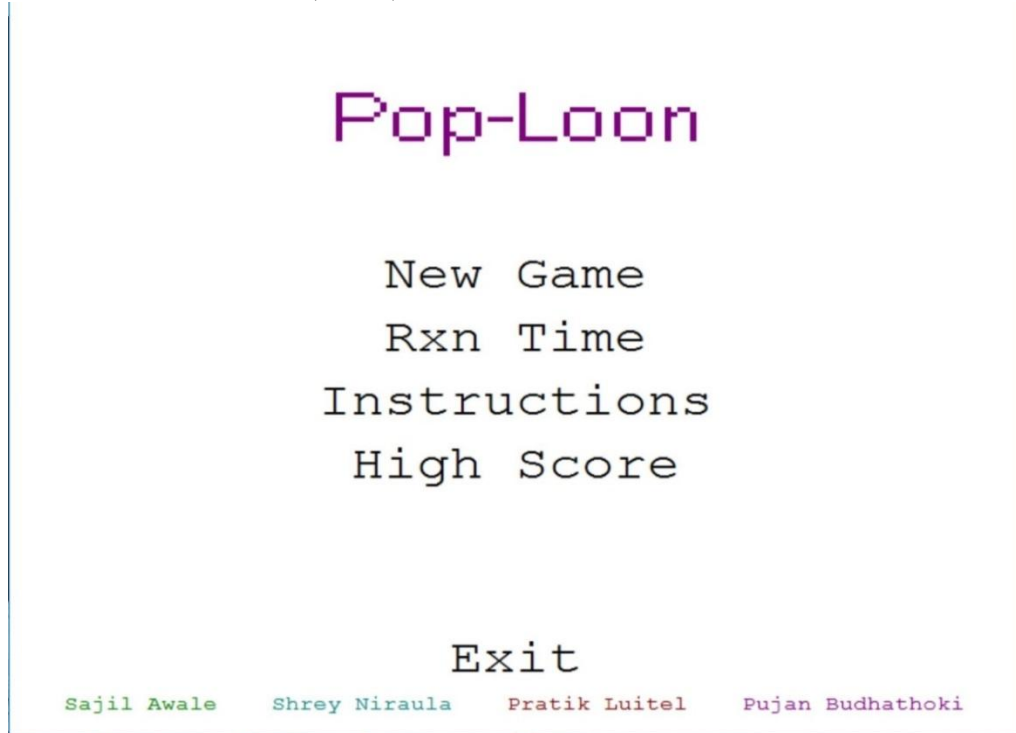 Pop-Loon
New Game
Rxn Time
Instructions
High Score
Exit
Sajil Awale Shrey Niraula Pratik Luitel Pujan Budhathoki